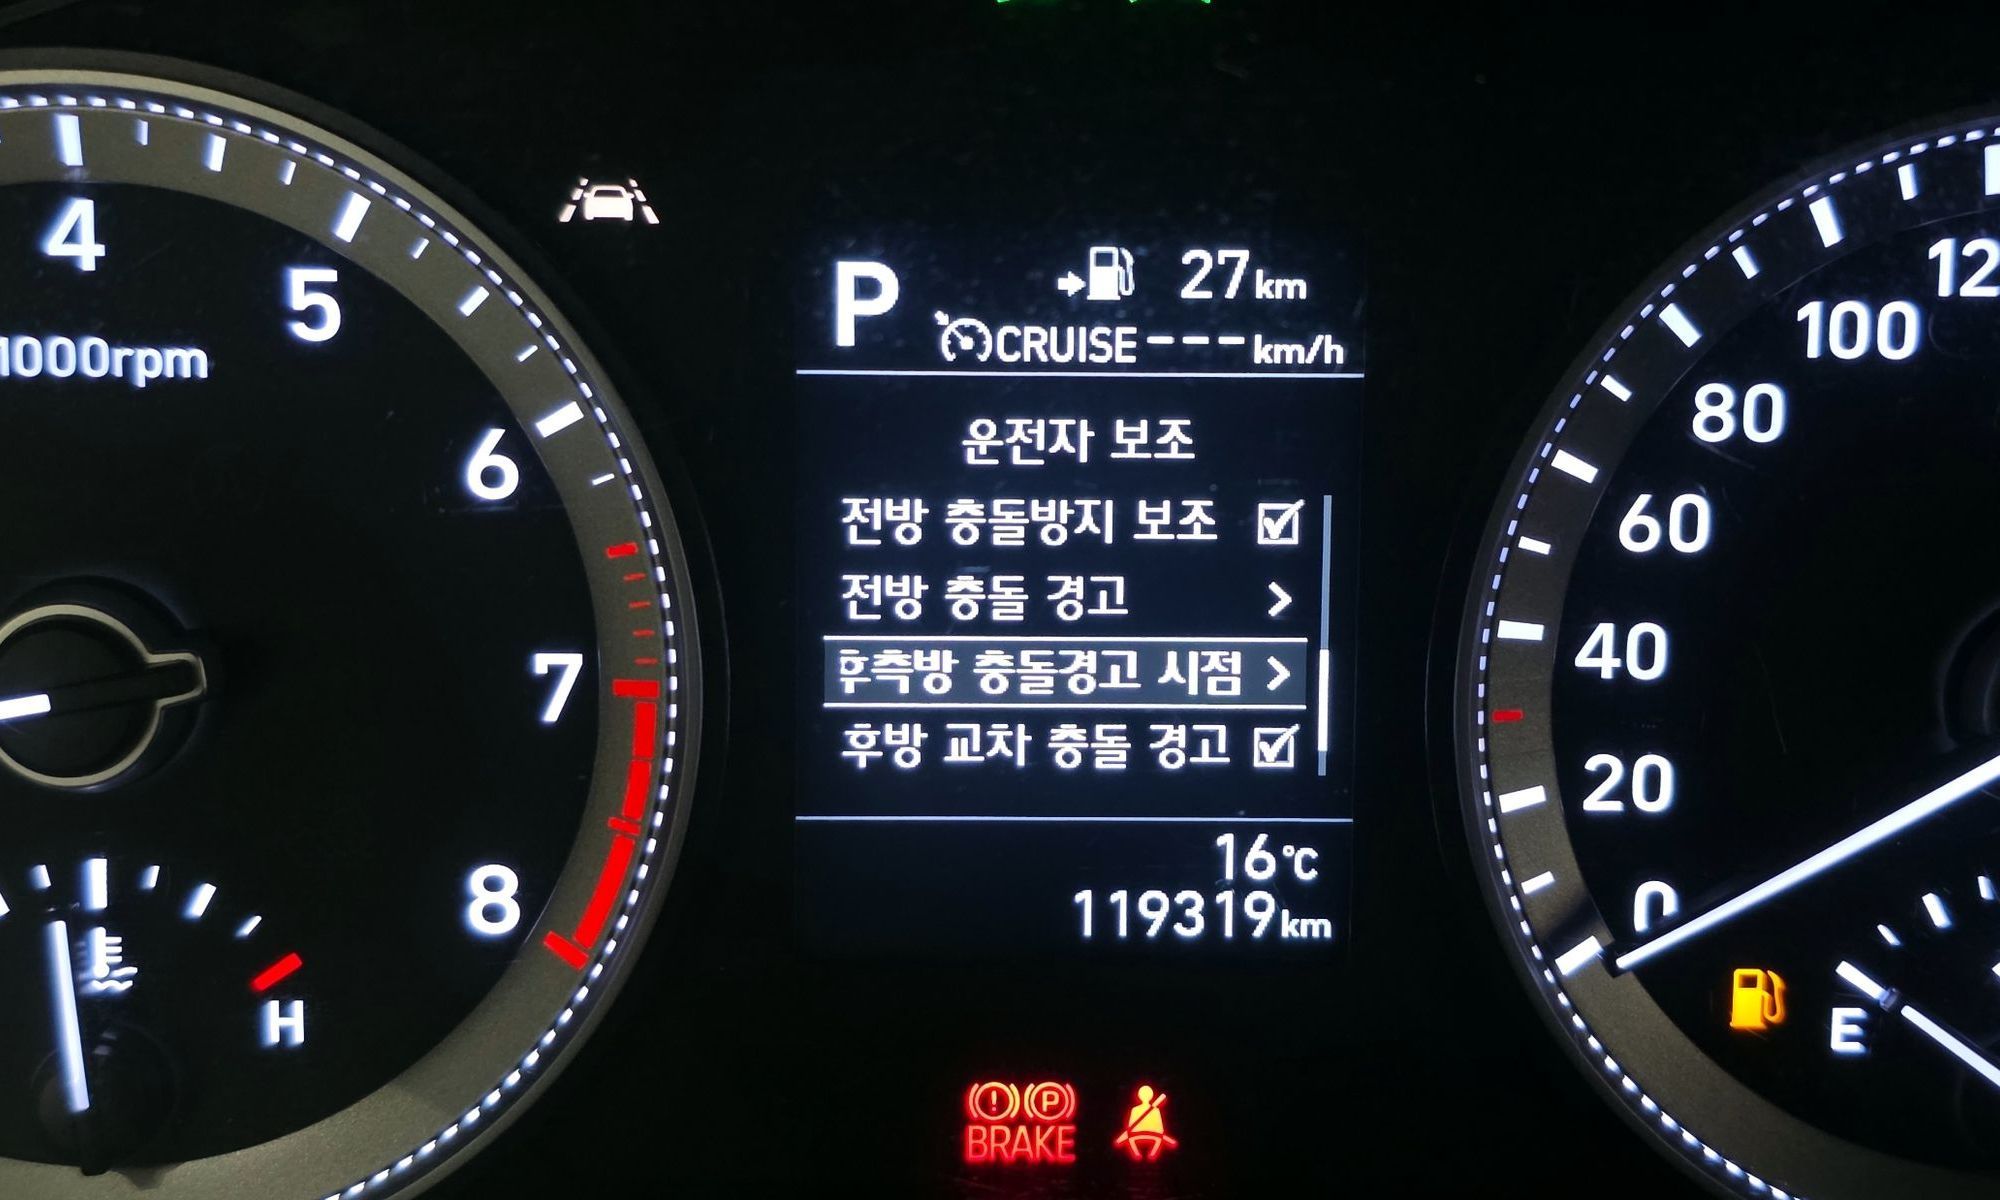 4
5
1000rpm
6
7
8
H
P
27km
CRUISE---km/h
운전자 보조
전방 충돌방지 보조
전방 충돌 경고
후측방 충돌경고 시점
후방 교차 충돌 경고
16℃
119319km
P
BRAKE
100
80
60
40
20
0
E